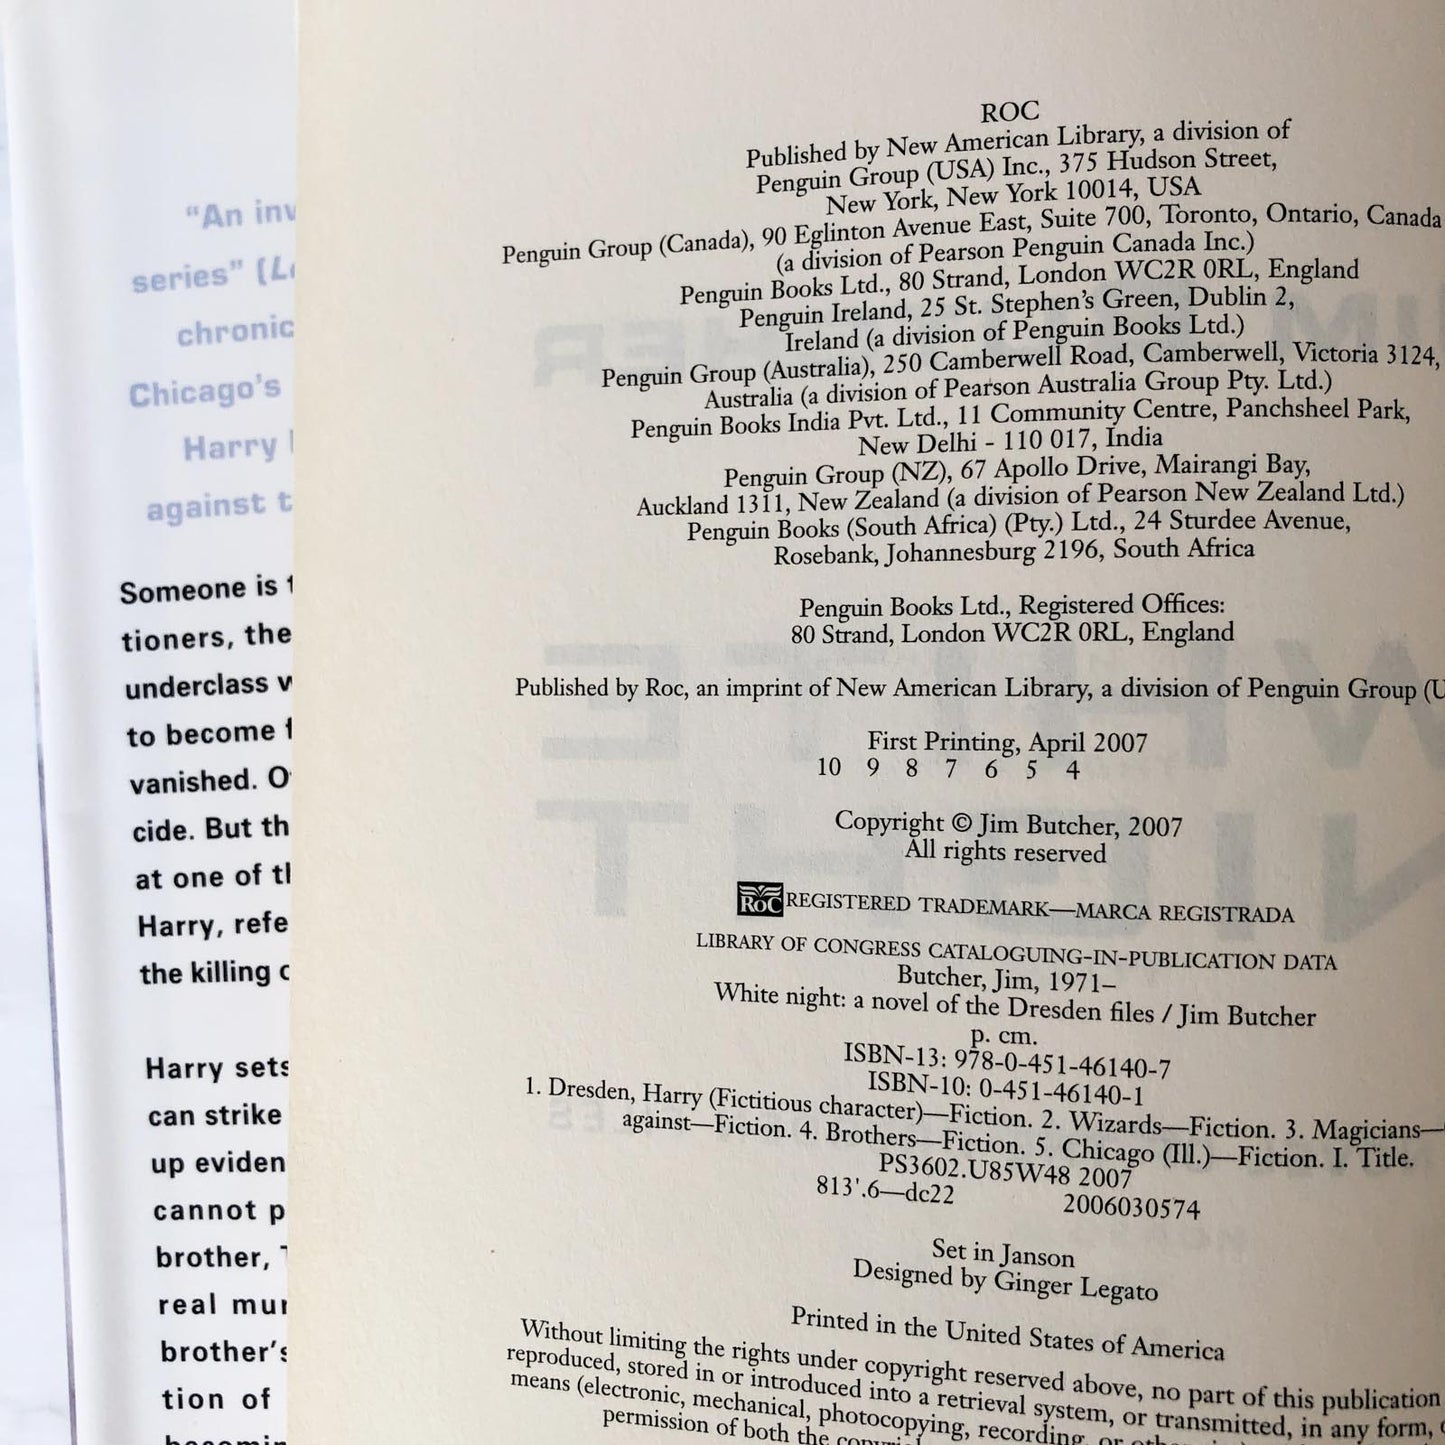 "An inv
series" (L
chronic
Chicago's
Harry
against t
Someone is
tioners, the
underclass w
to become
vanished. O
cide. But th
at one of
Harry, refe
the killing
Harry sets
can strike
up eviden
cannot p
brother,
real mur
brother's
tion of
ROC
Published by New American Library, a division of
Penguin Group (USA) Inc., 375 Hudson Street,
New York, New York 10014, USA
Penguin Group (Canada), 90 Eglinton Avenue East, Suite 700, Toronto, Ontario, Canada
(a division of Pearson Penguin Canada Inc.)
Penguin Books Ltd., 80 Strand, London WC2R 0RL, England
Penguin Ireland, 25 St. Stephen's Green, Dublin 2,
Ireland (a division of Penguin Books Ltd.)
Penguin Group (Australia), 250 Camberwell Road, Camberwell, Victoria 3124,
Australia (a division of Pearson Australia Group Pty. Ltd.)
Penguin Books India Pvt. Ltd., 11 Community Centre, Panchsheel Park,
New Delhi - 110 017, India
Penguin Group (NZ), 67 Apollo Drive, Mairangi Bay,
Auckland 1311, New Zealand (a division of Pearson New Zealand Ltd.)
Penguin Books (South Africa) (Pty.) Ltd., 24 Sturdee Avenue,
Rosebank, Johannesburg 2196, South Africa
Penguin Books Ltd., Registered Offices:
80 Strand, London WC2R 0RL, England
Published by Roc, an imprint of New American Library, a division of Penguin Group (U
First Printing, April 2007
10 9 8 7 6 5 4
Copyright © Jim Butcher, 2007
All rights reserved
ROC REGISTERED TRADEMARK—MARCA REGISTRADA
LIBRARY OF CONGRESS CATALOGUING-IN-PUBLICATION DATA
Butcher, Jim, 1971–
White night: a novel of the Dresden files / Jim Butcher
p. cm.
ISBN-13: 978-0-451-46140-7
ISBN-10: 0-451-46140-1
1. Dresden, Harry (Fictitious character)—Fiction. 2. Wizards—Fiction. 3. Magicians—
against—Fiction. 4. Brothers—Fiction. 5. Chicago (Ill.)—Fiction. I. Title.
PS3602.U85W48 2007
813'.6—dc22 2006030574
Set in Janson
Designed by Ginger Legato
Printed in the United States of America
Without limiting the rights under copyright reserved above, no part of this publication
reproduced, stored in or introduced into a retrieval system, or transmitted, in any form,
means (electronic, mechanical, photocopying, recording, or
permission of both the